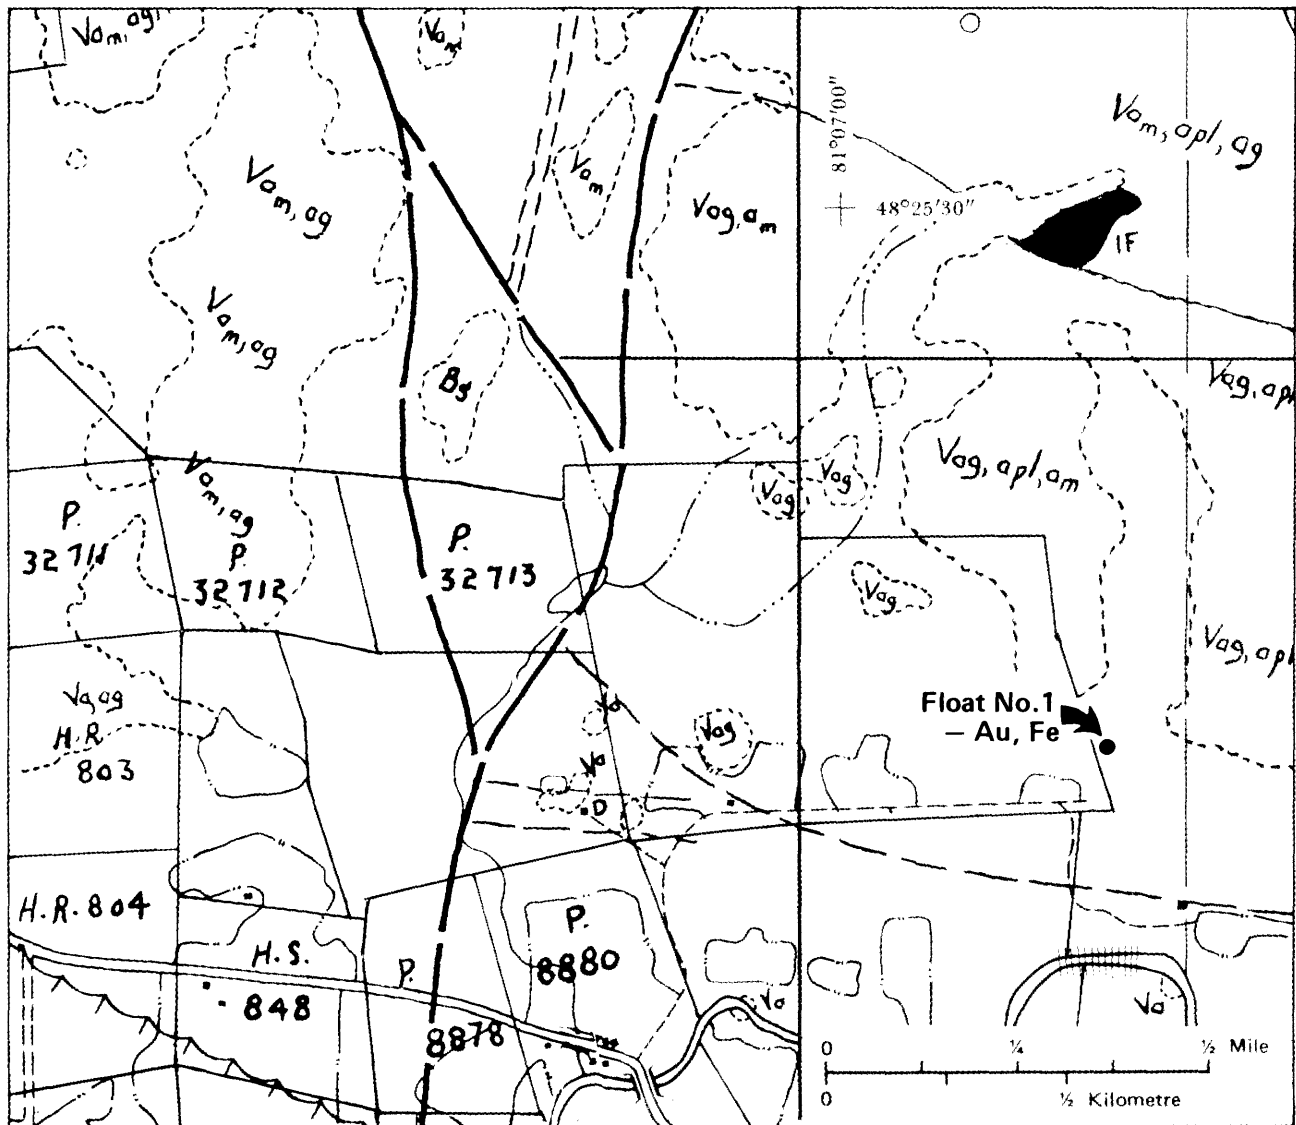 Vam, ag,
Vam
Vam, apl, ag
81°07'00"
48°25'30"
IF
Vam, ag
Vam
Vag, am
Vam, ag
Bs
Vag, apl
Vag, apl, am
Vag
Vag
Vam, ag
P.
32711
P.
32712
P.
32713
Vag
Vag, apl
Va, ag
H.R
803
Va
Vag
Float No.1
– Au, Fe
Va
D
H.R. 804
P.
8880
H.S.
848
P.
8878
Va
Va
0 ¼ ½ Mile
0 ½ Kilometre